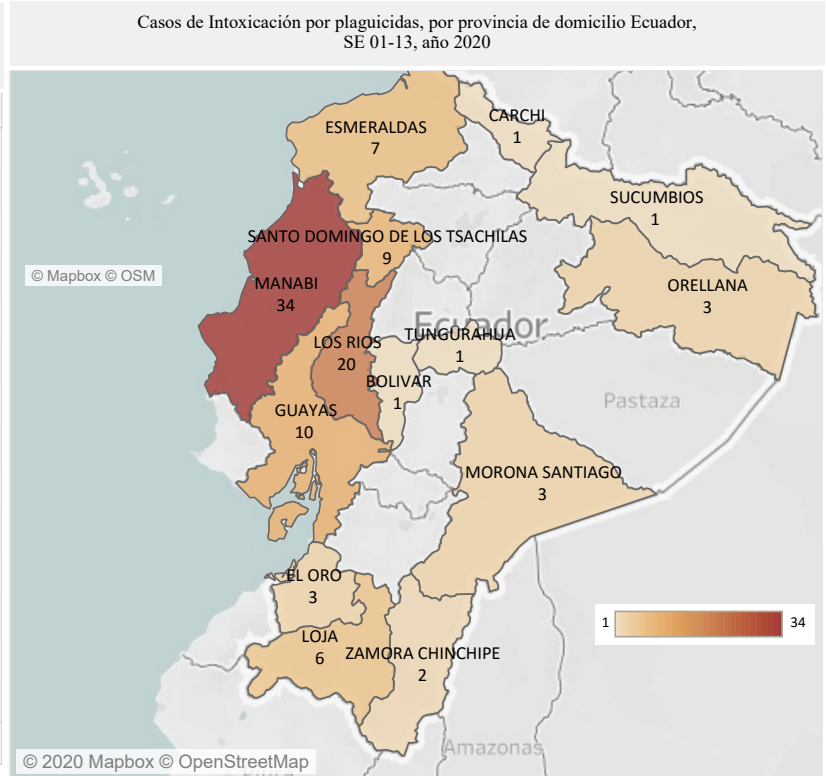 Casos de Intoxicación por plaguicidas, por provincia de domicilio Ecuador,
SE 01-13, año 2020
CARCHI
1
ESMERALDAS
7
SUCUMBIOS
1
SANTO DOMINGO DE LOS TSACHILAS
9
© Mapbox © OSM
MANABI
34
ORELLANA
3
Ecuador
TUNGURAHUA
1
LOS RIOS
20
BOLIVAR
1
Pastaza
GUAYAS
10
MORONA SANTIAGO
3
EL ORO
3
1
34
LOJA
6
ZAMORA CHINCHIPE
2
Amazonas
© 2020 Mapbox © OpenStreetMap